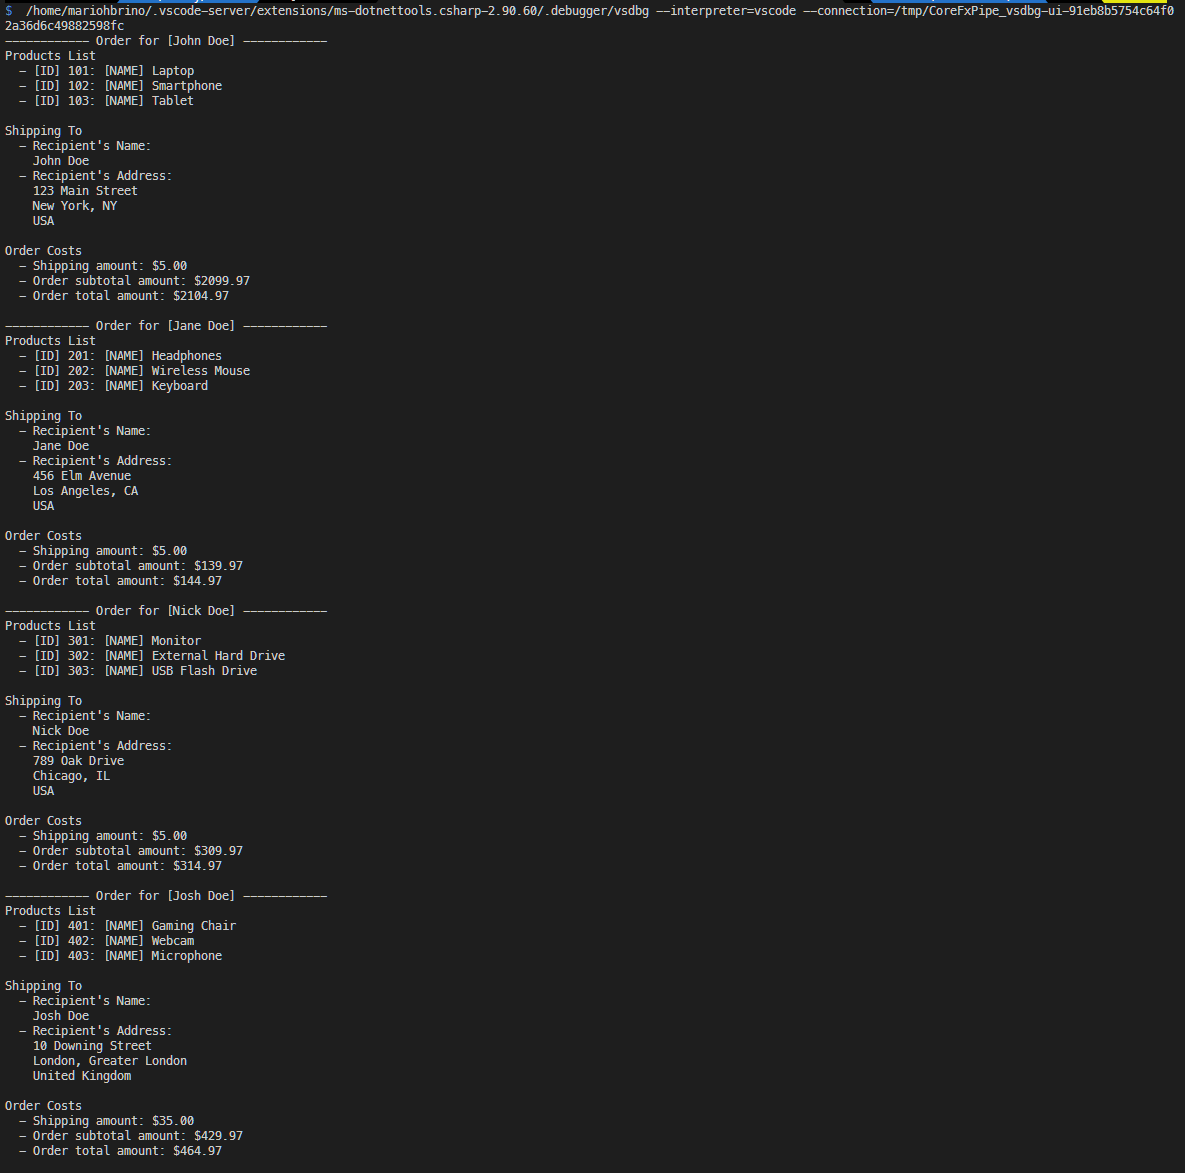 $ /home/mariohbrino/.vscode-server/extensions/ms-dotnettools.csharp-2.90.60/.debugger/vsdbg --interpreter=vscode --connection=/tmp/CoreFxPipe_vsdbg-ui-91eb8b5754c64f0
2a36d6c49882598fc
------------ Order for [John Doe] ------------
Products List
  - [ID] 101: [NAME] Laptop
  - [ID] 102: [NAME] Smartphone
  - [ID] 103: [NAME] Tablet

Shipping To
  - Recipient's Name:
    John Doe
  - Recipient's Address:
    123 Main Street
    New York, NY
    USA

Order Costs
  - Shipping amount: $5.00
  - Order subtotal amount: $2099.97
  - Order total amount: $2104.97

------------ Order for [Jane Doe] ------------
Products List
  - [ID] 201: [NAME] Headphones
  - [ID] 202: [NAME] Wireless Mouse
  - [ID] 203: [NAME] Keyboard

Shipping To
  - Recipient's Name:
    Jane Doe
  - Recipient's Address:
    456 Elm Avenue
    Los Angeles, CA
    USA

Order Costs
  - Shipping amount: $5.00
  - Order subtotal amount: $139.97
  - Order total amount: $144.97

------------ Order for [Nick Doe] ------------
Products List
  - [ID] 301: [NAME] Monitor
  - [ID] 302: [NAME] External Hard Drive
  - [ID] 303: [NAME] USB Flash Drive

Shipping To
  - Recipient's Name:
    Nick Doe
  - Recipient's Address:
    789 Oak Drive
    Chicago, IL
    USA

Order Costs
  - Shipping amount: $5.00
  - Order subtotal amount: $309.97
  - Order total amount: $314.97

------------ Order for [Josh Doe] ------------
Products List
  - [ID] 401: [NAME] Gaming Chair
  - [ID] 402: [NAME] Webcam
  - [ID] 403: [NAME] Microphone

Shipping To
  - Recipient's Name:
    Josh Doe
  - Recipient's Address:
    10 Downing Street
    London, Greater London
    United Kingdom

Order Costs
  - Shipping amount: $35.00
  - Order subtotal amount: $429.97
  - Order total amount: $464.97